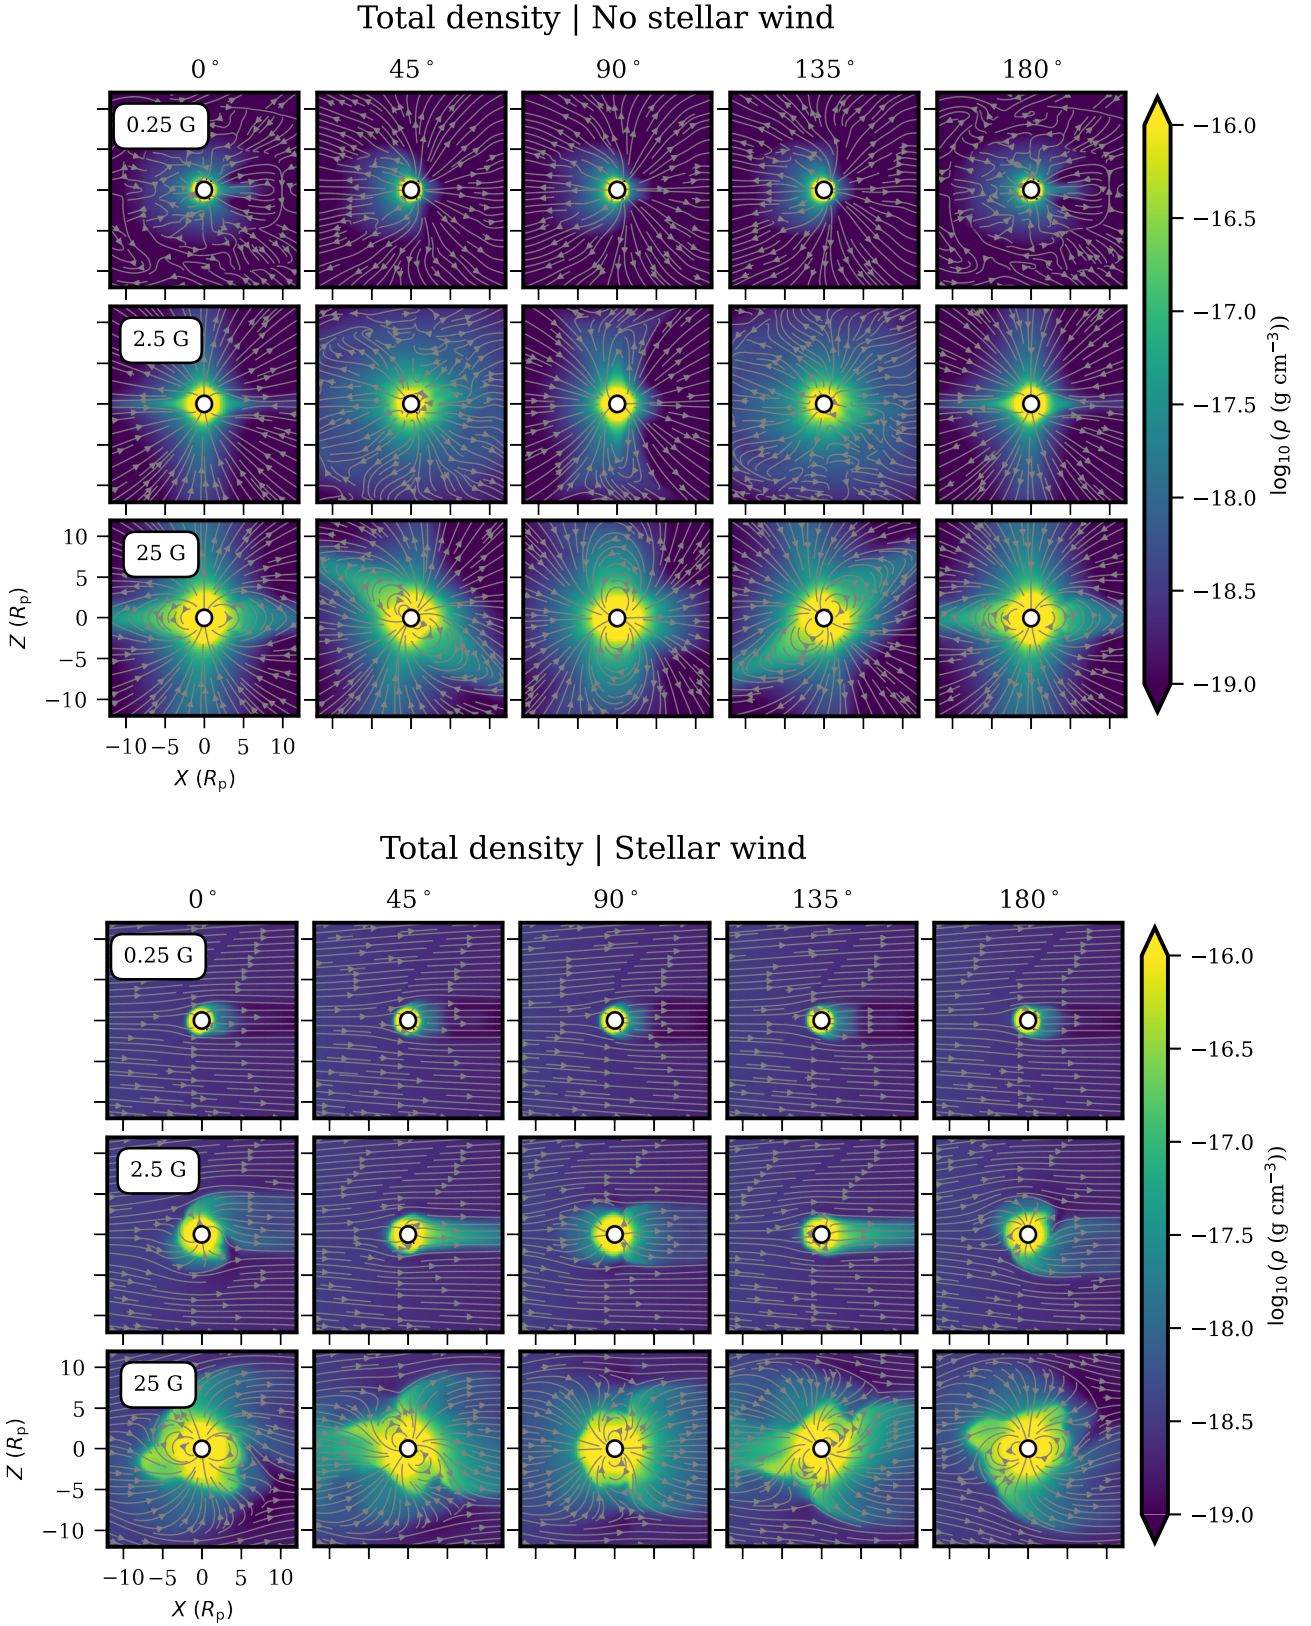 Total density | No stellar wind
0° 45° 90° 135° 180°
0.25 G
2.5 G
25 G
10
5
0
−5
−10
Z (Rp)
−10 −5 0 5 10
X (Rp)
−16.0
−16.5
−17.0
−17.5
−18.0
−18.5
−19.0
log10 (ρ (g cm−3))
Total density | Stellar wind
0° 45° 90° 135° 180°
0.25 G
2.5 G
25 G
10
5
0
−5
−10
Z (Rp)
−10 −5 0 5 10
X (Rp)
−16.0
−16.5
−17.0
−17.5
−18.0
−18.5
−19.0
log10 (ρ (g cm−3))